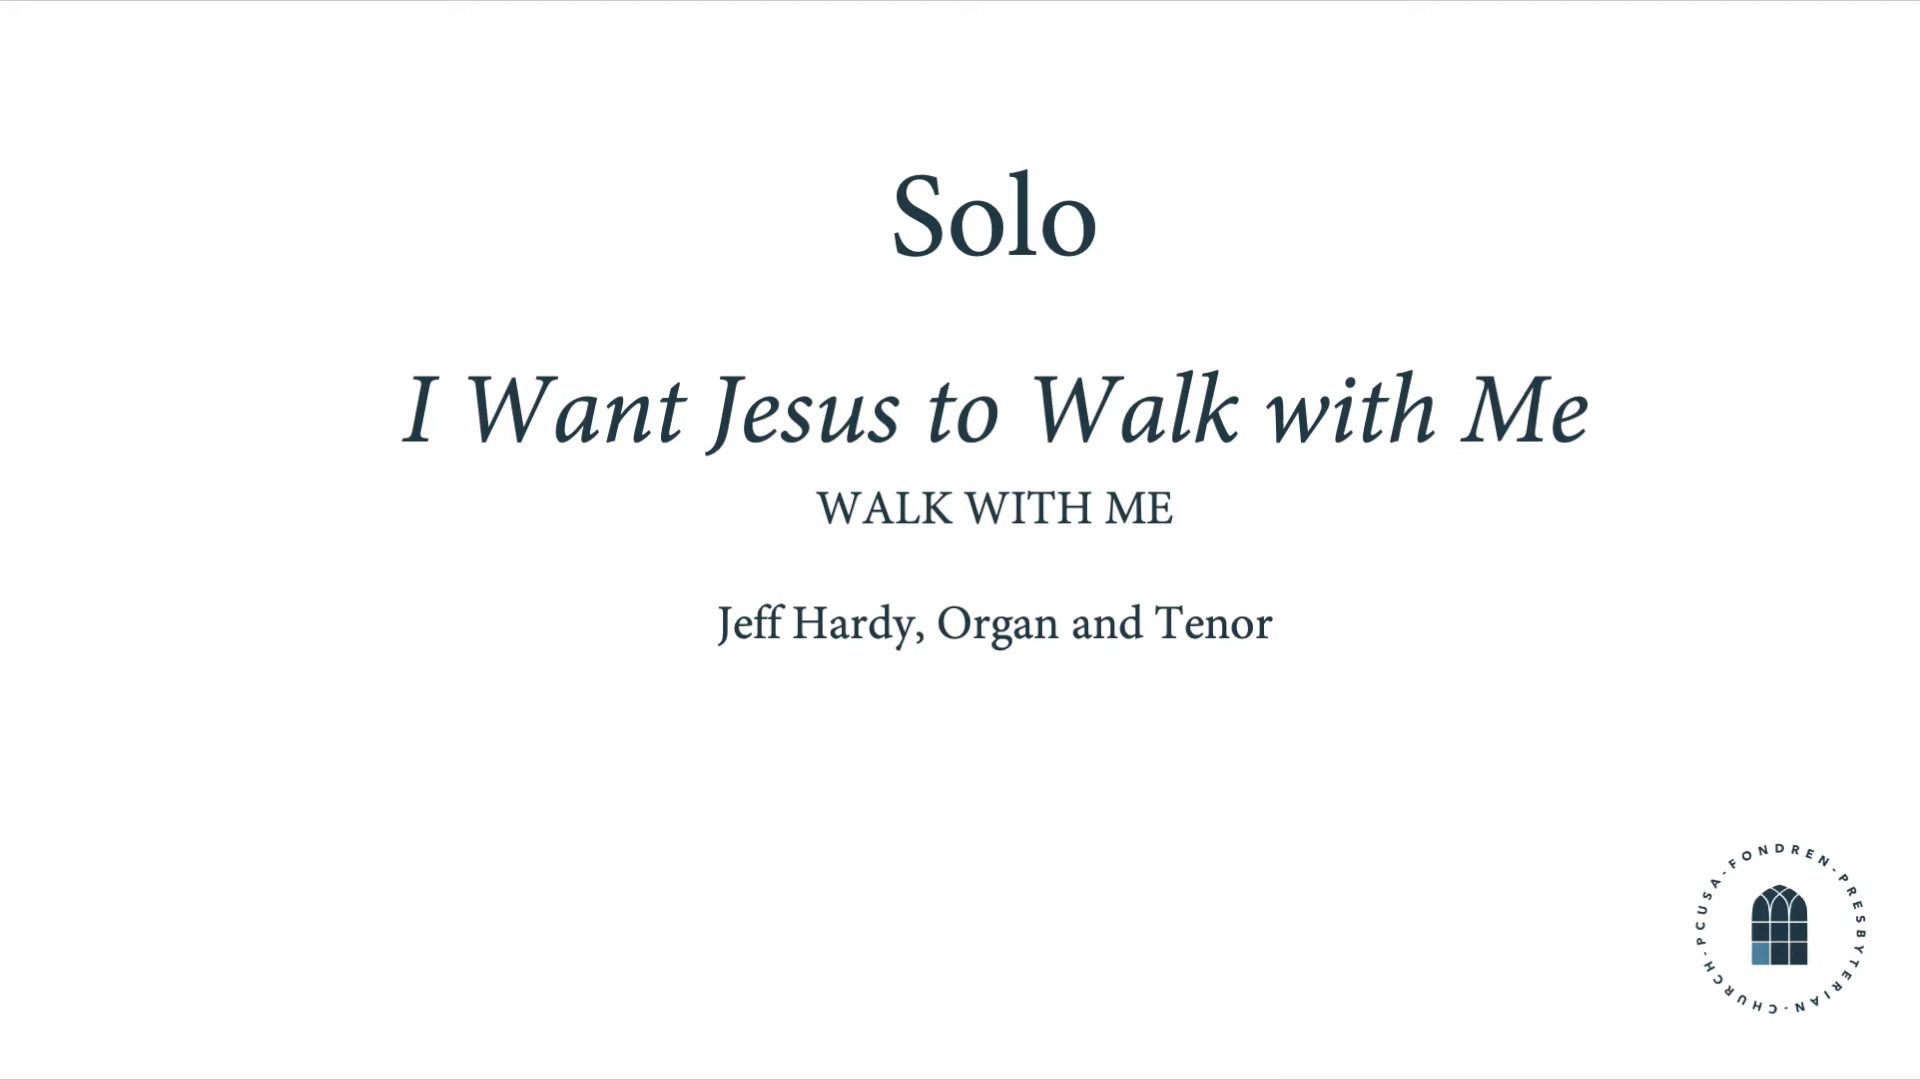 Solo
I Want Jesus to Walk with Me
WALK WITH ME
Jeff Hardy, Organ and Tenor
FONDREN-PRESBYTERIAN-CHURCH-PCUSA-